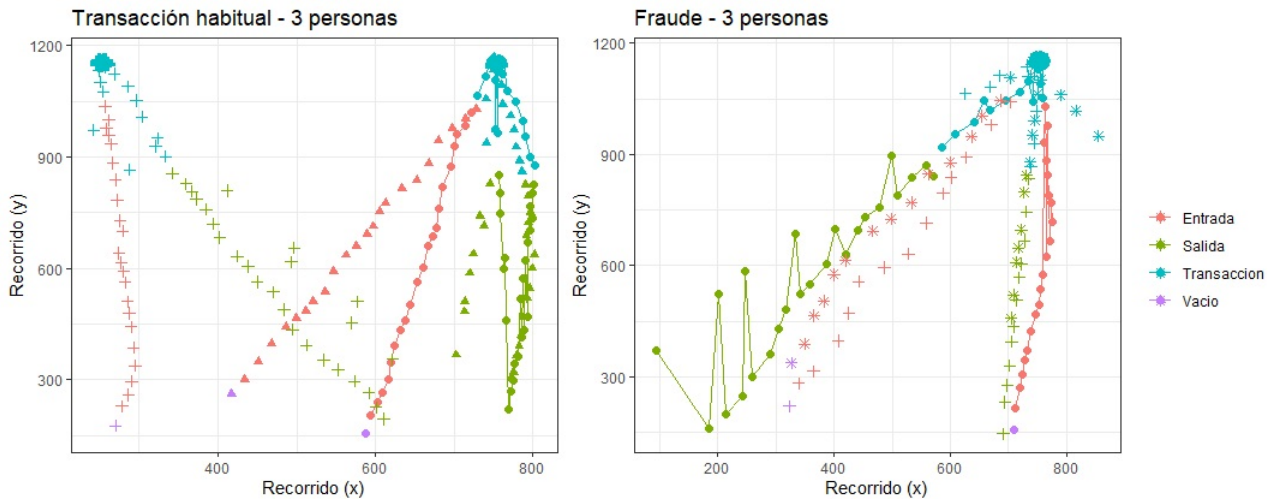 Transacción habitual - 3 personas
Fraude - 3 personas
1200
900
600
300
Recorrido (y)
400
600
800
Recorrido (x)
1200
900
600
300
Recorrido (y)
200
400
600
800
Recorrido (x)
Entrada
Salida
Transaccion
Vacio